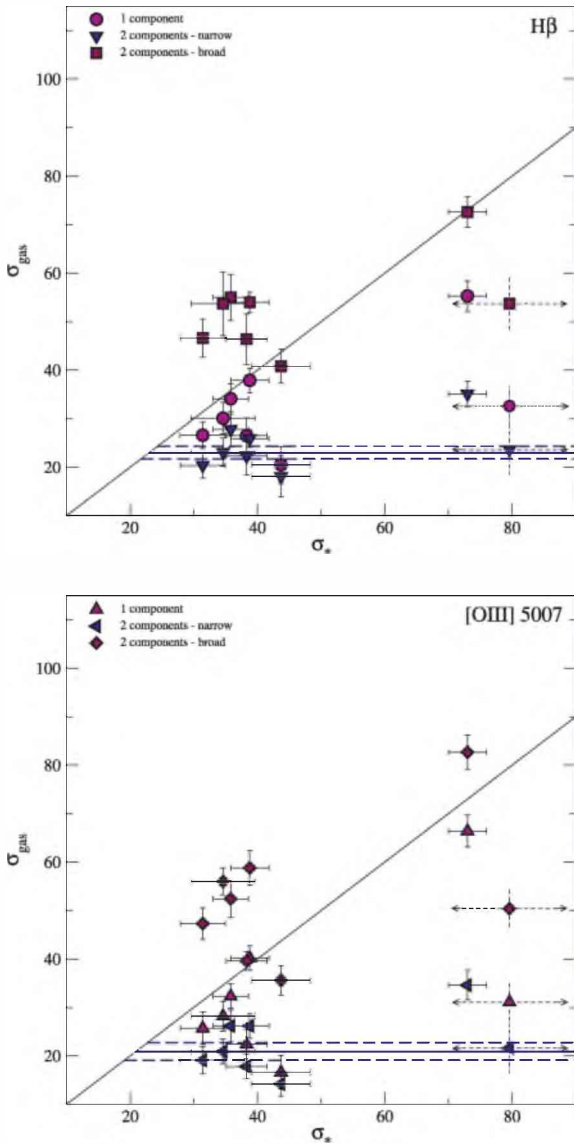 1 component
2 components - narrow
2 components - broad
Hβ
100
80
60
40
20
σgas
20
40
60
80
σ*
1 component
2 components - narrow
2 components - broad
[OIII] 5007
100
80
60
40
20
σgas
20
40
60
80
σ*